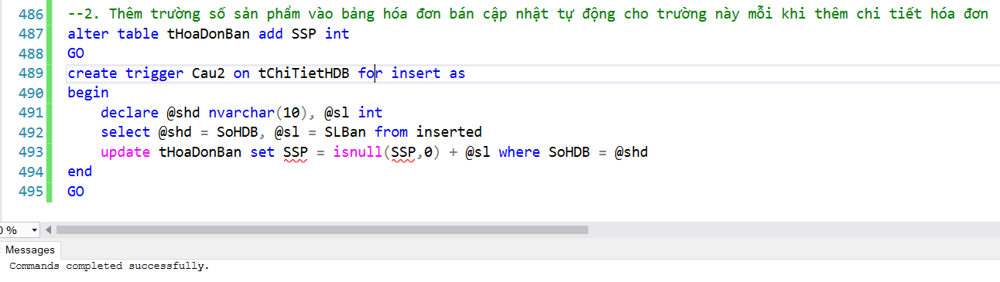 486 --2. Thêm trường số sản phẩm vào bảng hóa đơn bán cập nhật tự động cho trường này mỗi khi thêm chi tiết hóa đơn
487 alter table tHoaDonBan add SSP int
488 GO
489 create trigger Cau2 on tChiTietHDB for insert as
490 begin
491 declare @shd nvarchar(10), @sl int
492 select @shd = SoHDB, @sl = SLBan from inserted
493 update tHoaDonBan set SSP = isnull(SSP,0) + @sl where SoHDB = @shd
494 end
495 GO
0 %
Messages
Commands completed successfully.